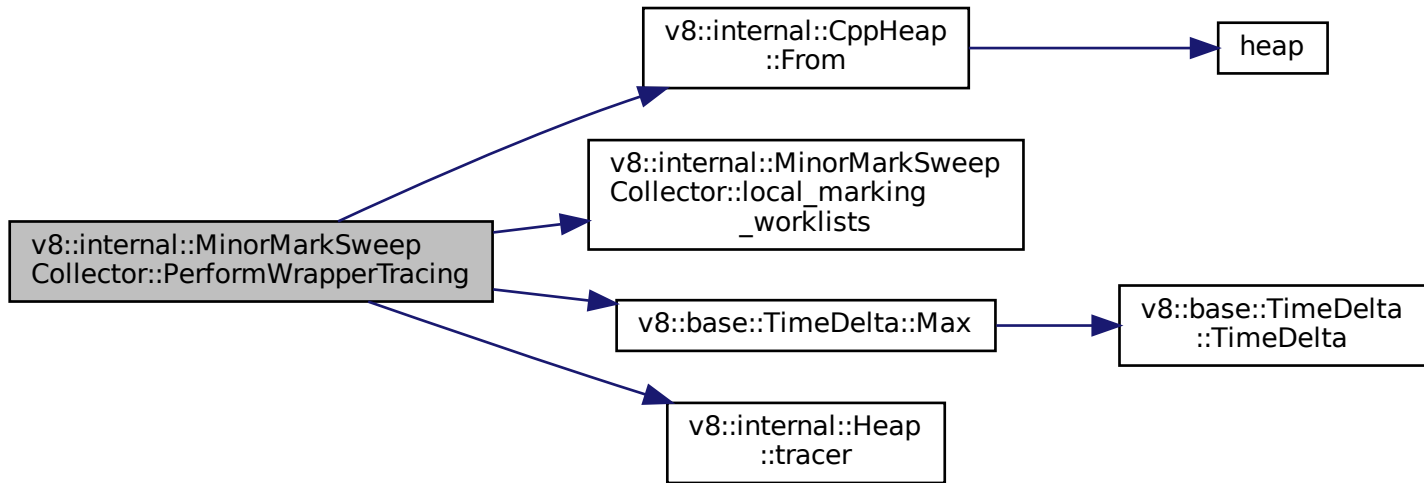 v8::internal::CppHeap
::From
heap
v8::internal::MinorMarkSweep
Collector::local_marking
_worklists
v8::internal::MinorMarkSweep
Collector::PerformWrapperTracing
v8::base::TimeDelta::Max
v8::base::TimeDelta
::TimeDelta
v8::internal::Heap
::tracer